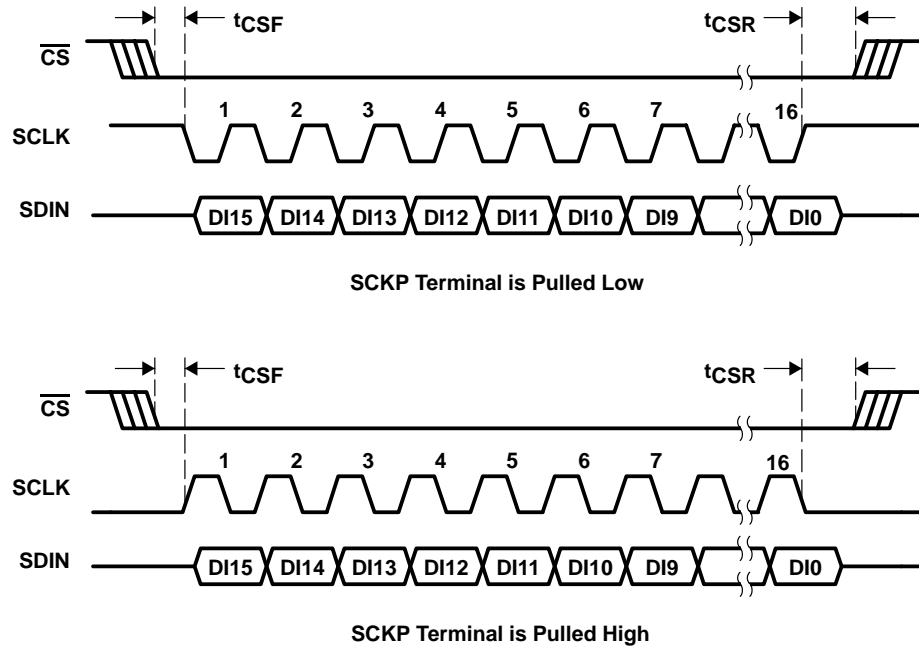 tCSF tCSR
CS
1 2 3 4 5 6 7 16
SCLK
SDIN DI15 DI14 DI13 DI12 DI11 DI10 DI9 DI0
SCKP Terminal is Pulled Low
tCSF tCSR
CS
1 2 3 4 5 6 7 16
SCLK
SDIN DI15 DI14 DI13 DI12 DI11 DI10 DI9 DI0
SCKP Terminal is Pulled High